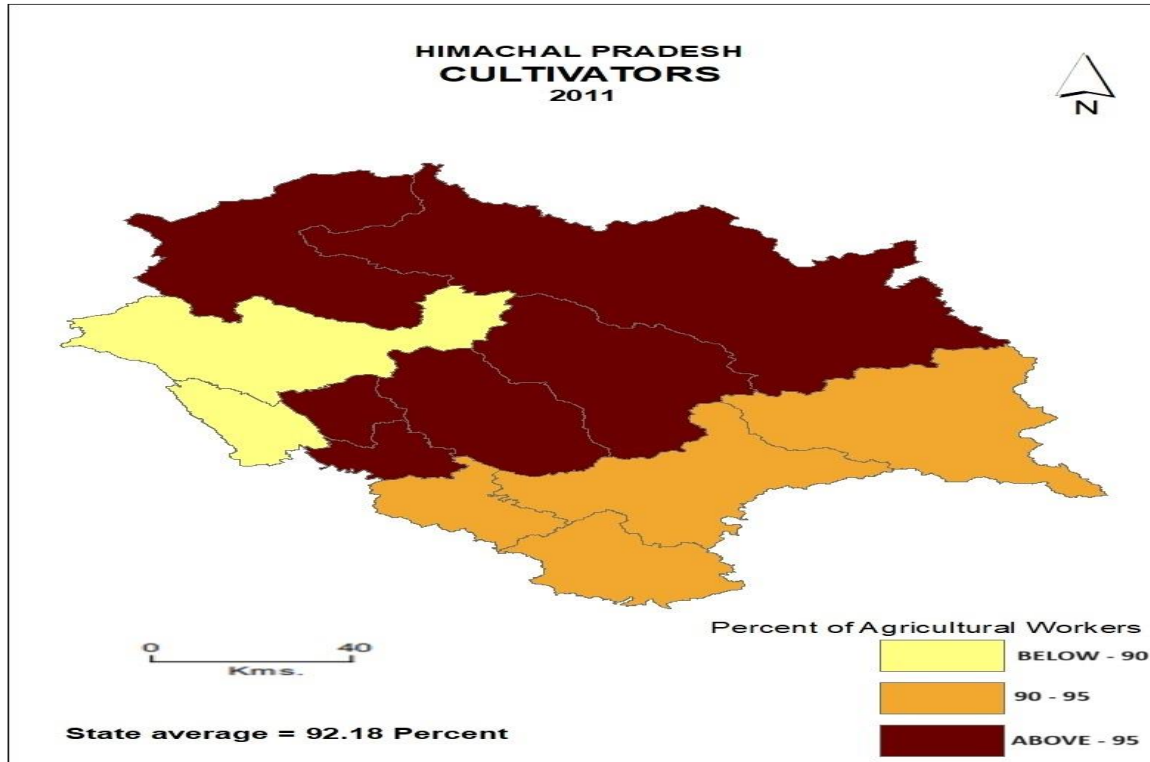 HIMACHAL PRADESH
CULTIVATORS
2011
N
0 40
Kms.
Percent of Agricultural Workers
BELOW - 90
90 - 95
ABOVE - 95
State average = 92.18 Percent